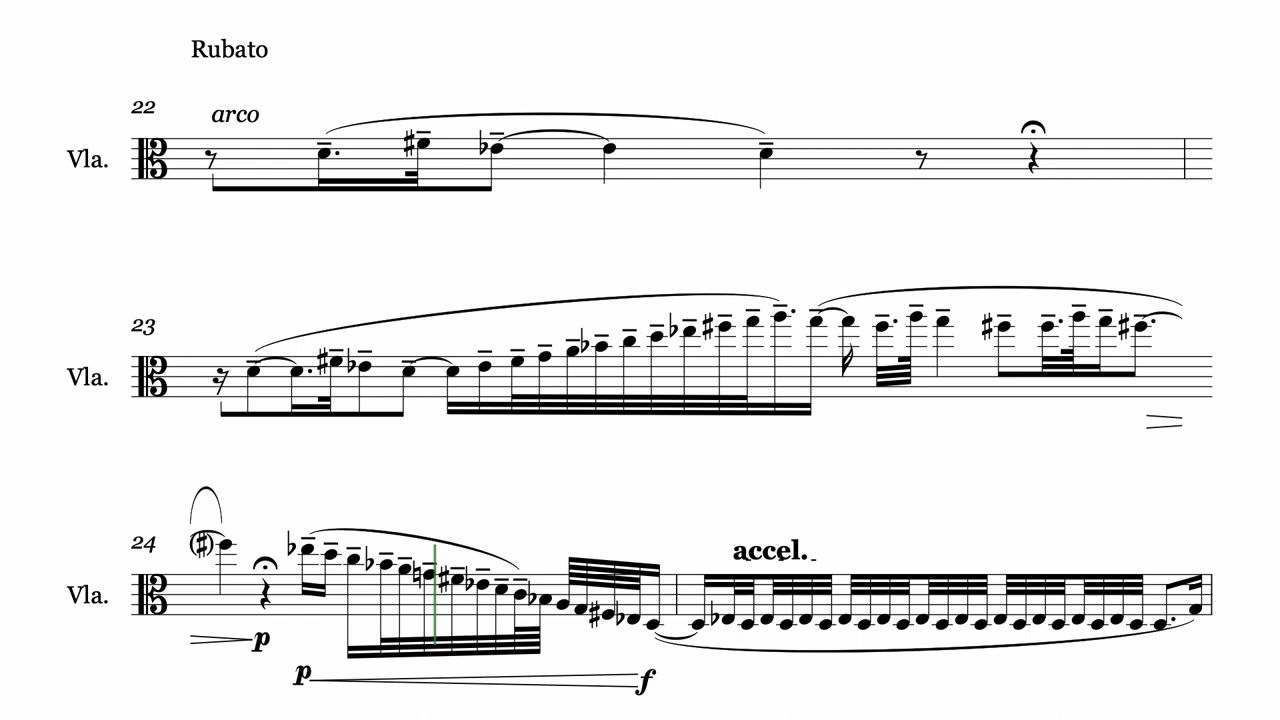 Rubato
22
arco
Vla.
23
Vla.
24
accel.
Vla.
p
p
f